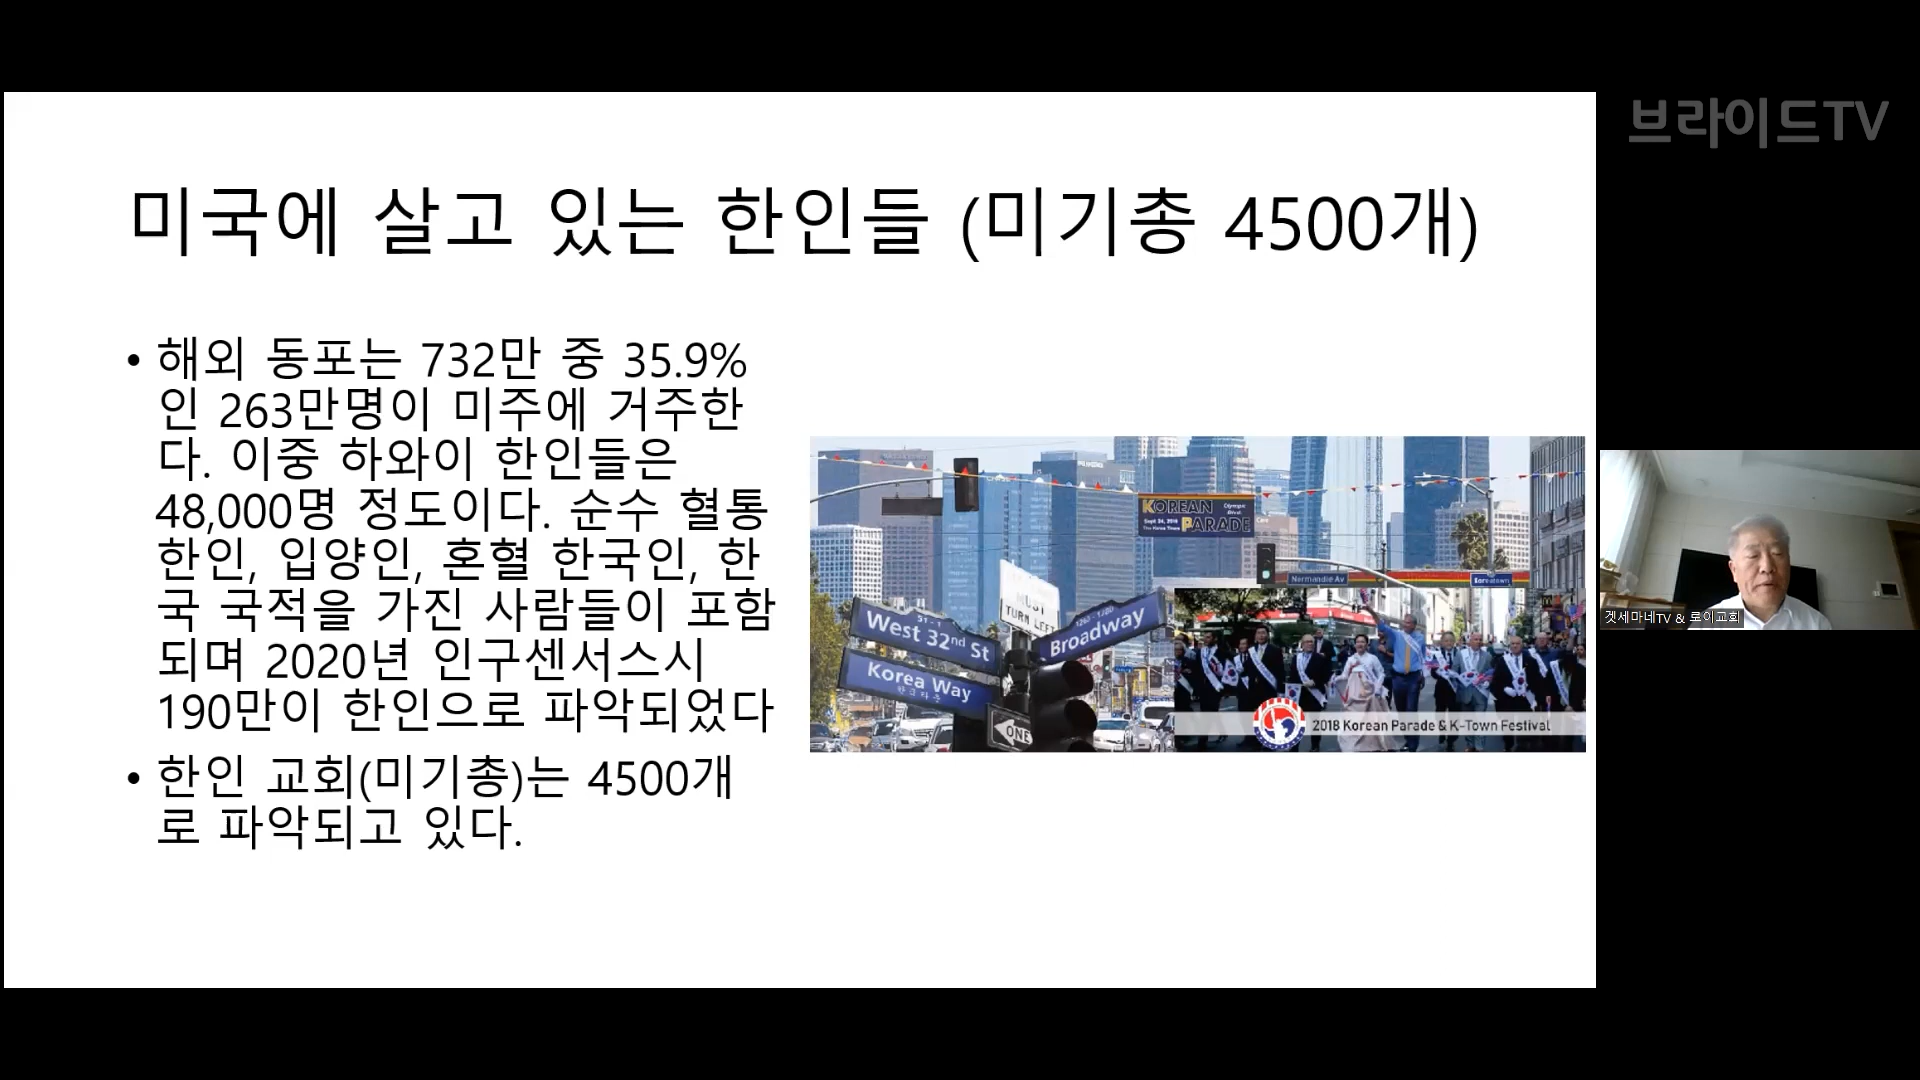 브라이드TV
미국에 살고 있는 한인들 (미기총 4500개)
• 해외 동포는 732만 중 35.9%
인 263만명이 미주에 거주한
다. 이중 하와이 한인들은
48,000명 정도이다. 순수 혈통
한인, 입양인, 혼혈 한국인, 한
국 국적을 가진 사람들이 포함
되며 2020년 인구센서스시
190만이 한인으로 파악되었다
• 한인 교회(미기총)는 4500개
로 파악되고 있다.
KOREAN
PARADE
Normandie Av
MUST
TURN LEFT
West 32nd St
Broadway
Korea Way
ONE
2018 Korean Parade & K-Town Festival
겟세마네TV & 로이교회